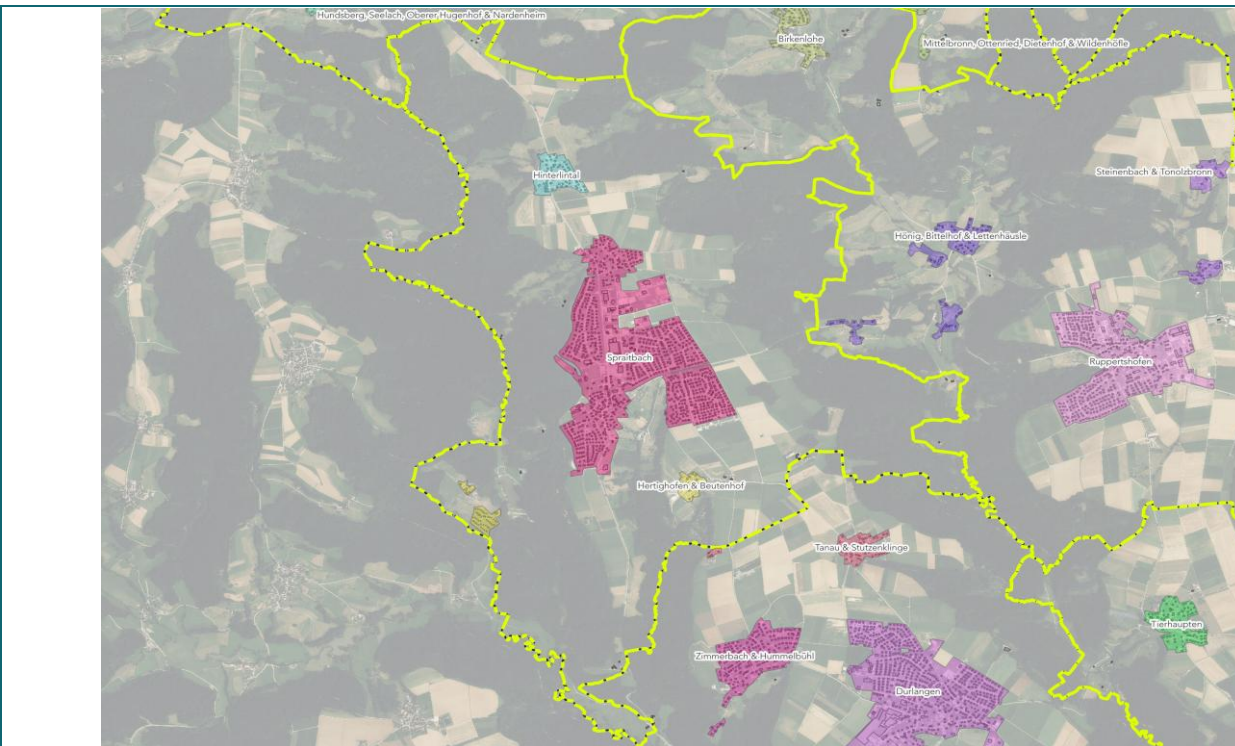 Hundsberg, Seelach, Oberer Hugenhof & Nardenheim
Birkenlohe
Mittelbronn, Ottenried, Dietenhof & Wildenhöfle
Hinterlintal
Steinenbach & Tonolzbronn
Hönig, Bittelhof & Lettenhäusle
Spraitbach
Ruppertshofen
Hertighofen & Beutenhof
Tanau & Stutzenklinge
Tierhaupten
Zimmerbach & Hummelbühl
Durlangen